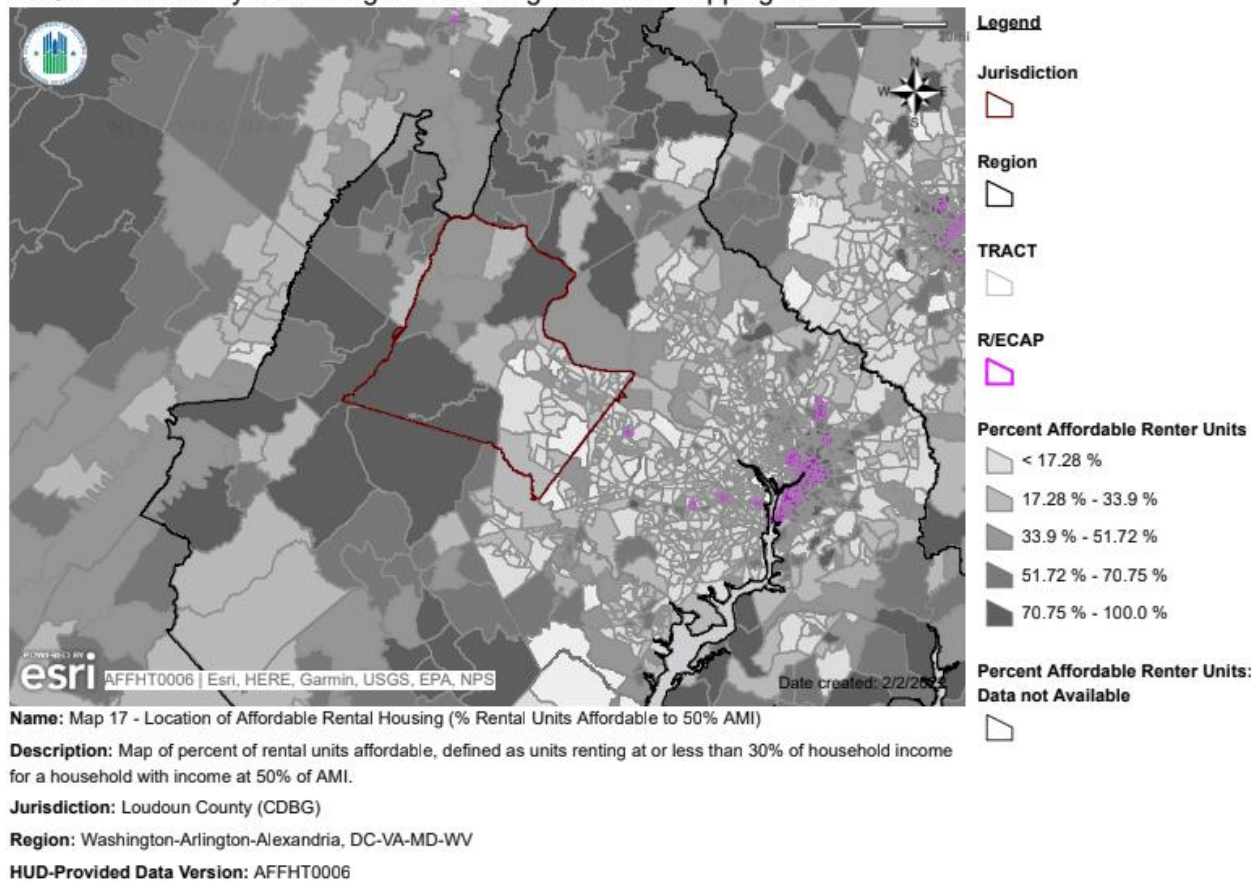 Legend
Jurisdiction
Region
TRACT
R/ECAP
Percent Affordable Renter Units
< 17.28 %
17.28 % - 33.9 %
33.9 % - 51.72 %
51.72 % - 70.75 %
70.75 % - 100.0 %
Percent Affordable Renter Units:
Data not Available
N
W E
S
POWERED BY
esri
AFFHT0006 | Esri, HERE, Garmin, USGS, EPA, NPS
Date created:
Name: Map 17 - Location of Affordable Rental Housing (% Rental Units Affordable to 50% AMI)
Description: Map of percent of rental units affordable, defined as units renting at or less than 30% of household income
for a household with income at 50% of AMI.
Jurisdiction: Loudoun County (CDBG)
Region: Washington-Arlington-Alexandria, DC-VA-MD-WV
HUD-Provided Data Version: AFFHT0006